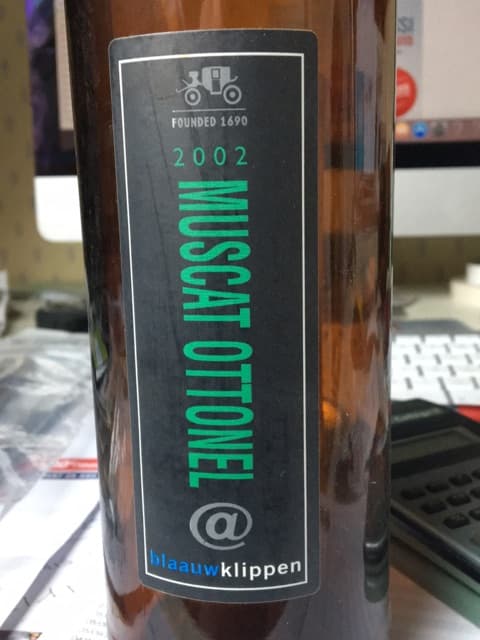 FOUNDED 1690
2002
MUSCAT OTTONEL
@
blaauwklippen